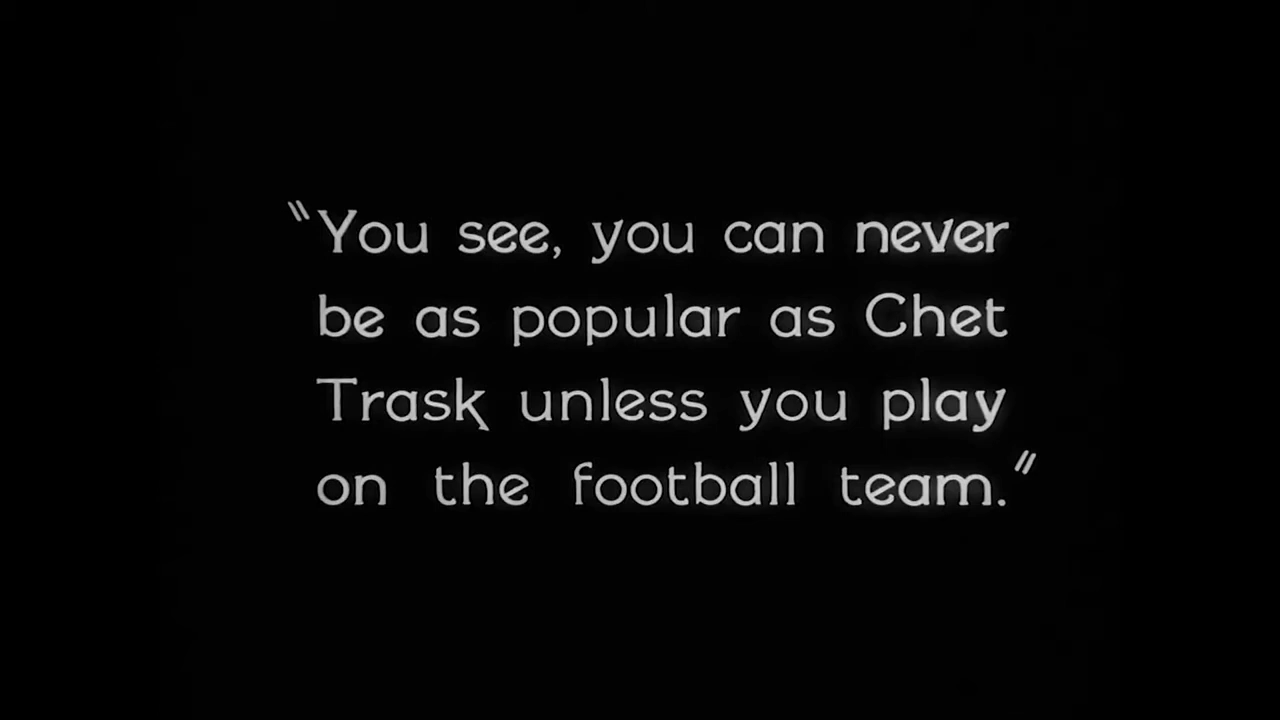 "You see, you can never
be as popular as Chet
Trask unless you play
on the football team."